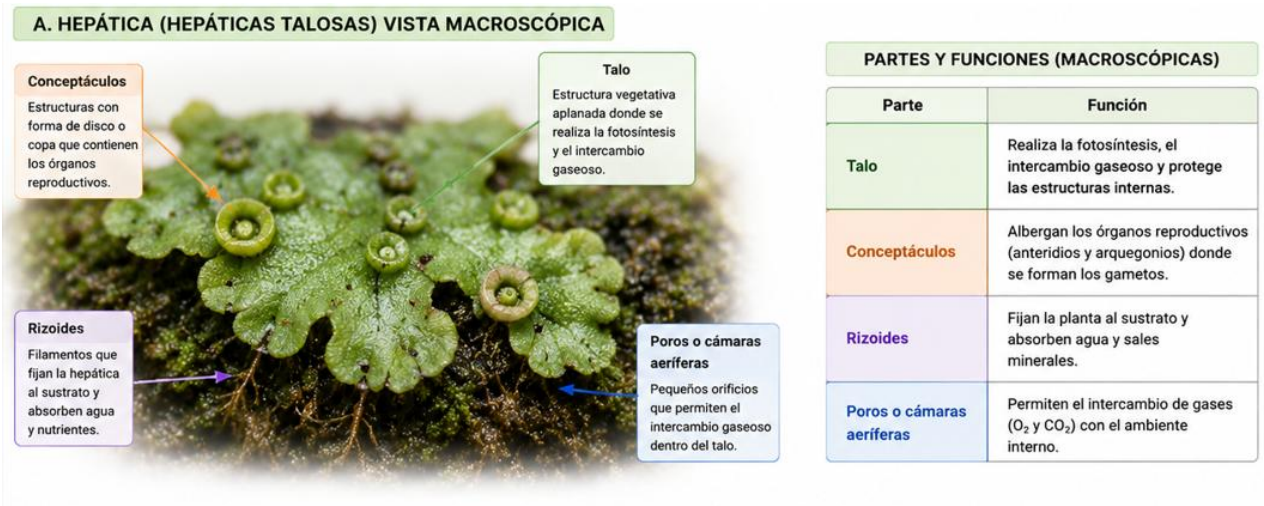 A. HEPÁTICA (HEPÁTICAS TALOSAS) VISTA MACROSCÓPICA
Conceptáculos
Estructuras con
forma de disco o
copa que contienen
los órganos
reproductivos.
Talo
Estructura vegetativa
aplanada donde se
realiza la fotosíntesis
y el intercambio
gaseoso.
Rizoides
Filamentos que
fijan la hepática
al sustrato y
absorben agua
y nutrientes.
Poros o cámaras
aeríferas
Pequeños orificios
que permiten el
intercambio gaseoso
dentro del talo.
PARTES Y FUNCIONES (MACROSCÓPICAS)
Parte
Función
Talo
Realiza la fotosíntesis, el
intercambio gaseoso y protege
las estructuras internas.
Conceptáculos
Albergan los órganos reproductivos
(anteridios y arquegonios) donde
se forman los gametos.
Rizoides
Fijan la planta al sustrato y
absorben agua y sales
minerales.
Poros o cámaras
aeríferas
Permiten el intercambio de gases
(O₂ y CO₂) con el ambiente
interno.